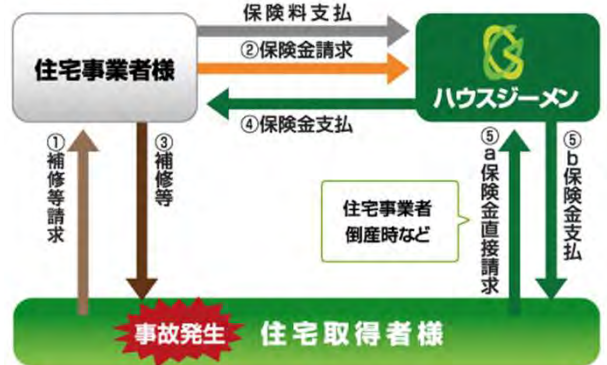 保険料支払
②保険金請求
住宅事業者様
ハウスジーメン
④保険金支払
①補修等請求
③補修等
住宅事業者
倒産時など
⑤a保険金直接請求
⑤b保険金支払
事故発生
住宅取得者様